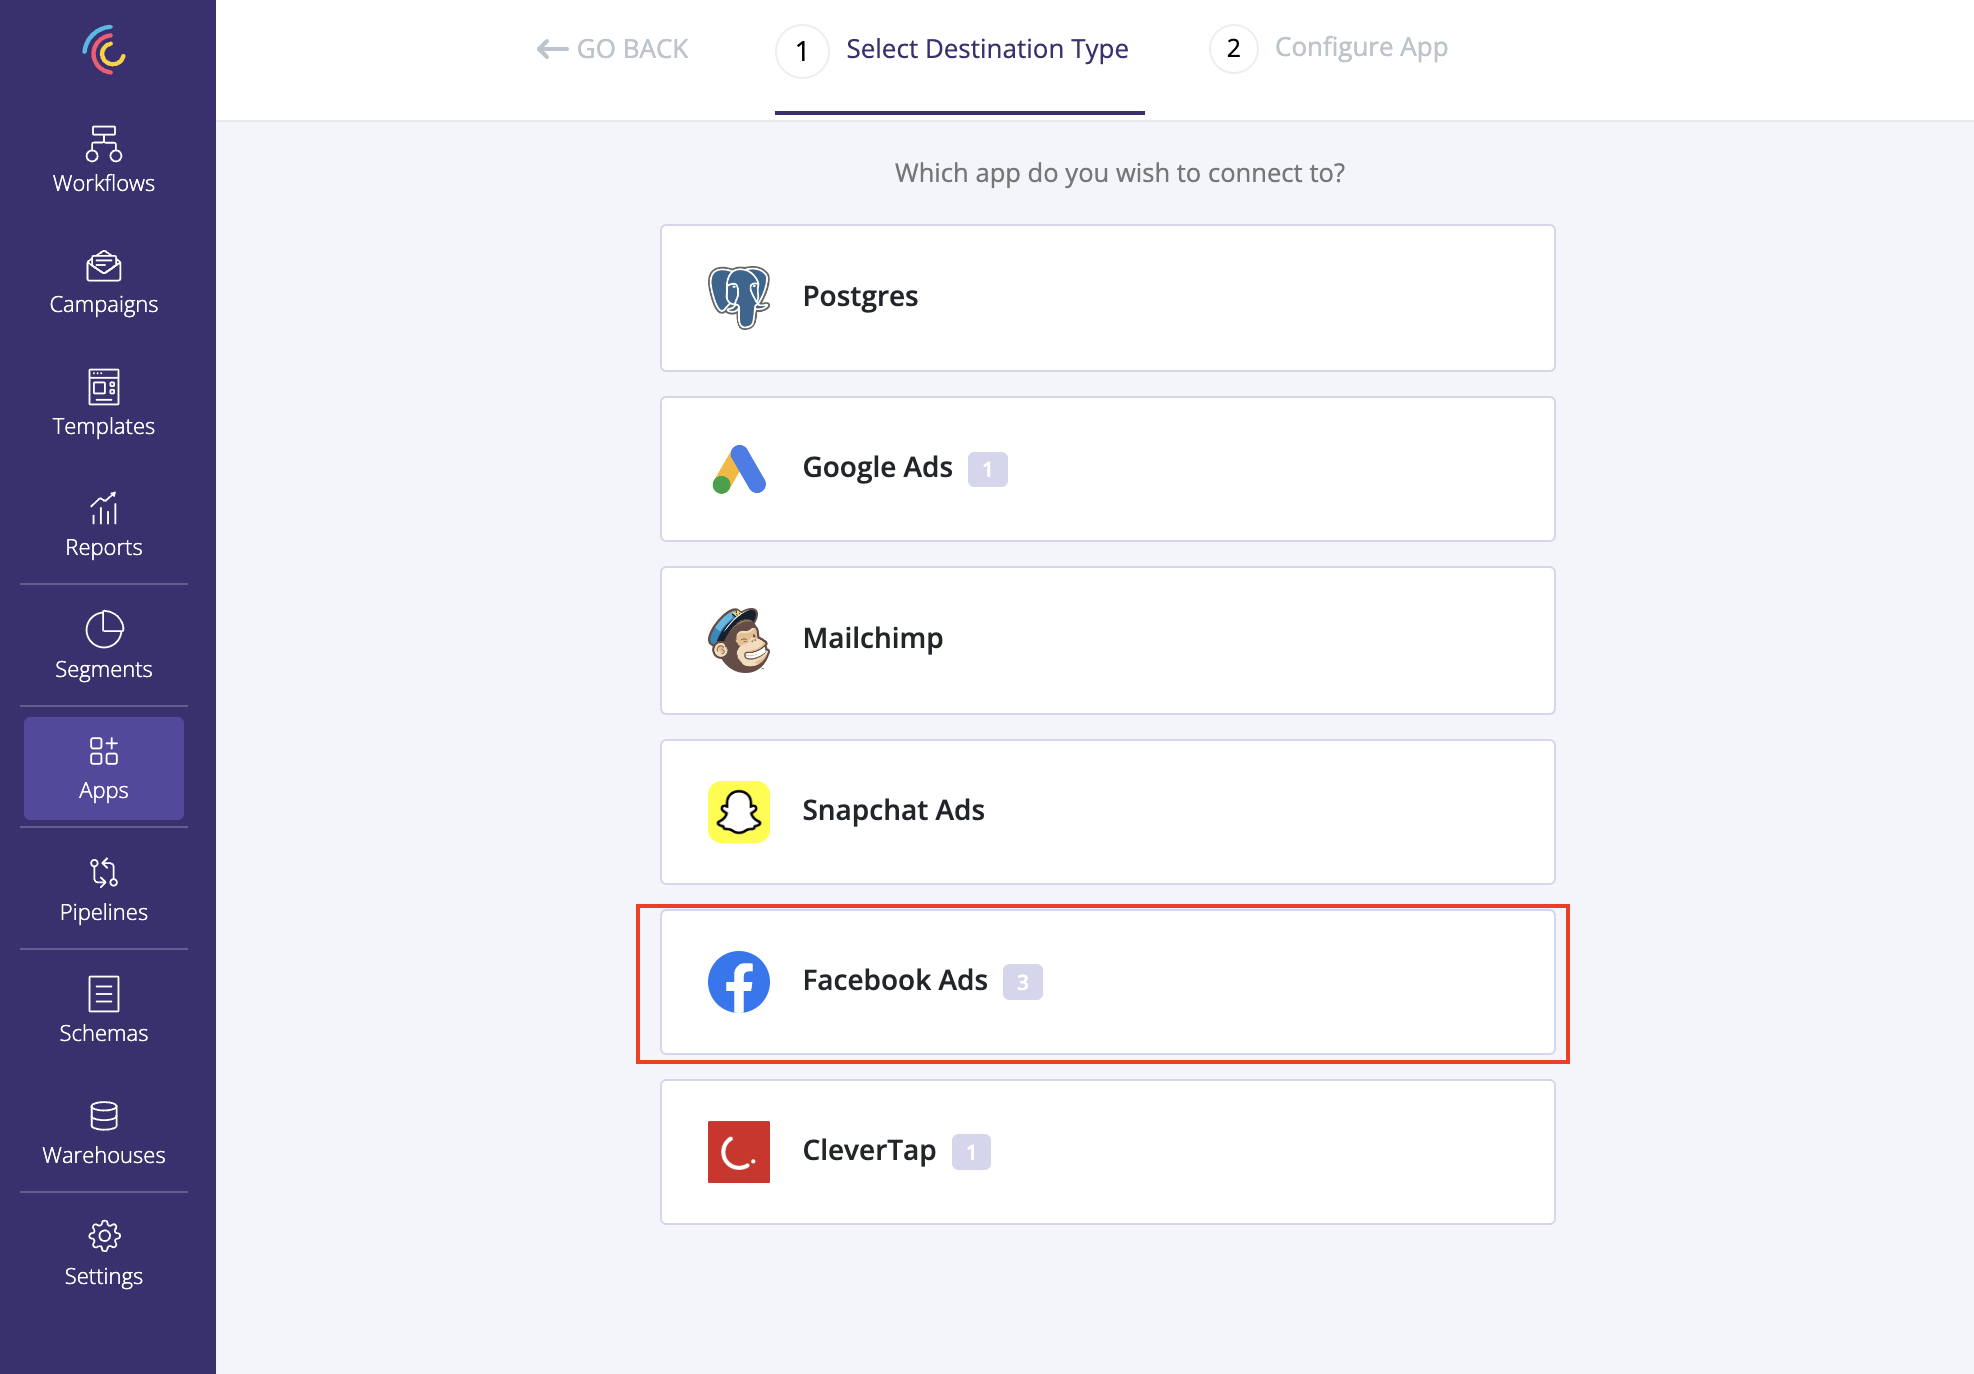 GO BACK
1 Select Destination Type
2 Configure App
Workflows
Campaigns
Templates
Reports
Segments
Apps
Pipelines
Schemas
Warehouses
Settings
Which app do you wish to connect to?
Postgres
Google Ads 1
Mailchimp
Snapchat Ads
Facebook Ads 3
CleverTap 1